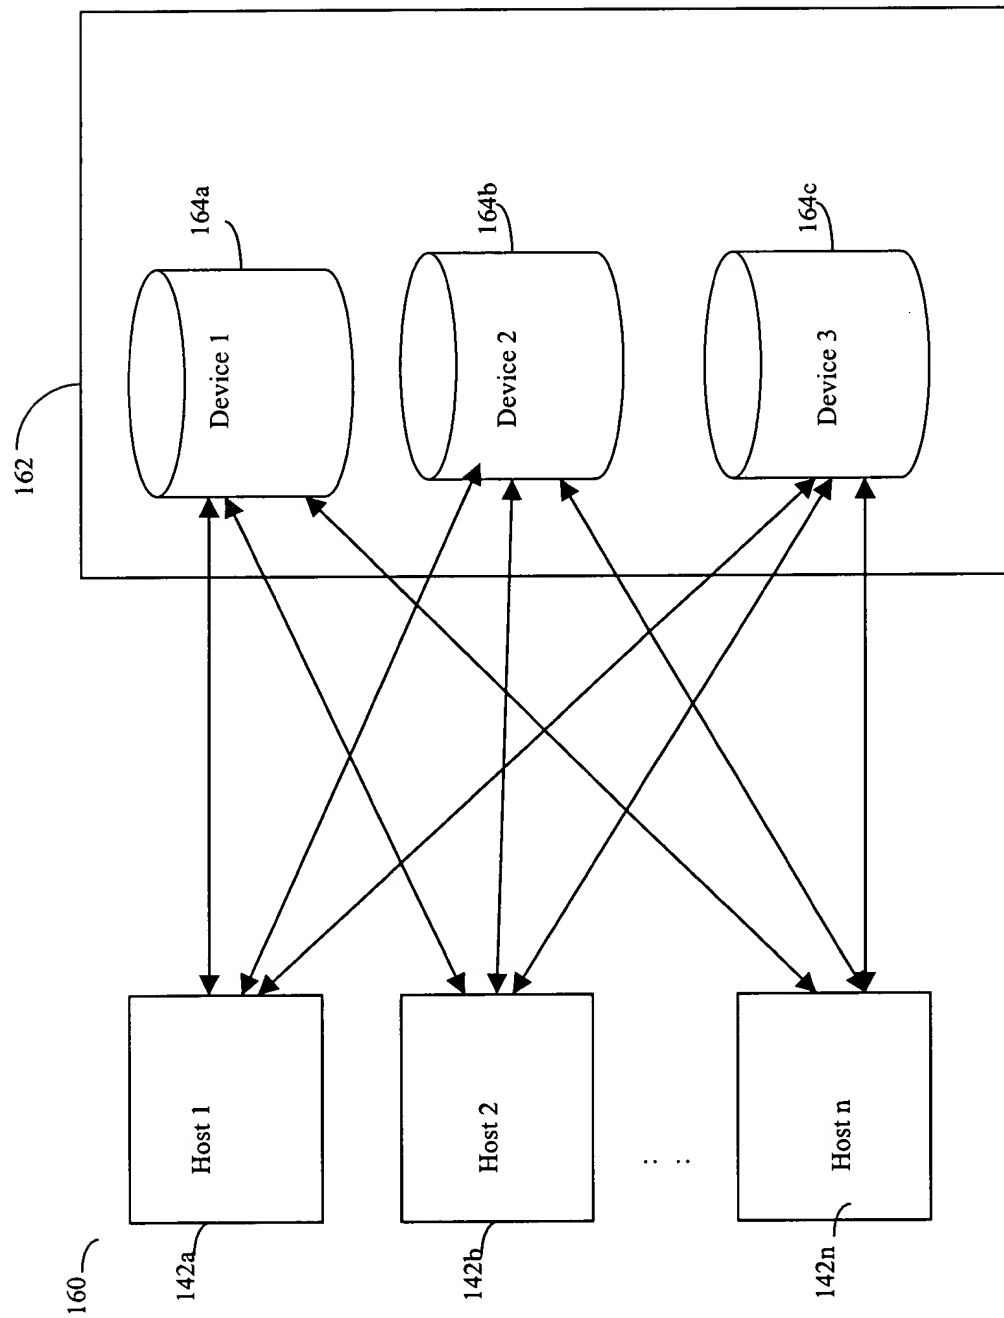 160
162
142a
Host 1
Device 1
164a
142b
Host 2
Device 2
164b
: :
: :
142n
Host n
Device 3
164c